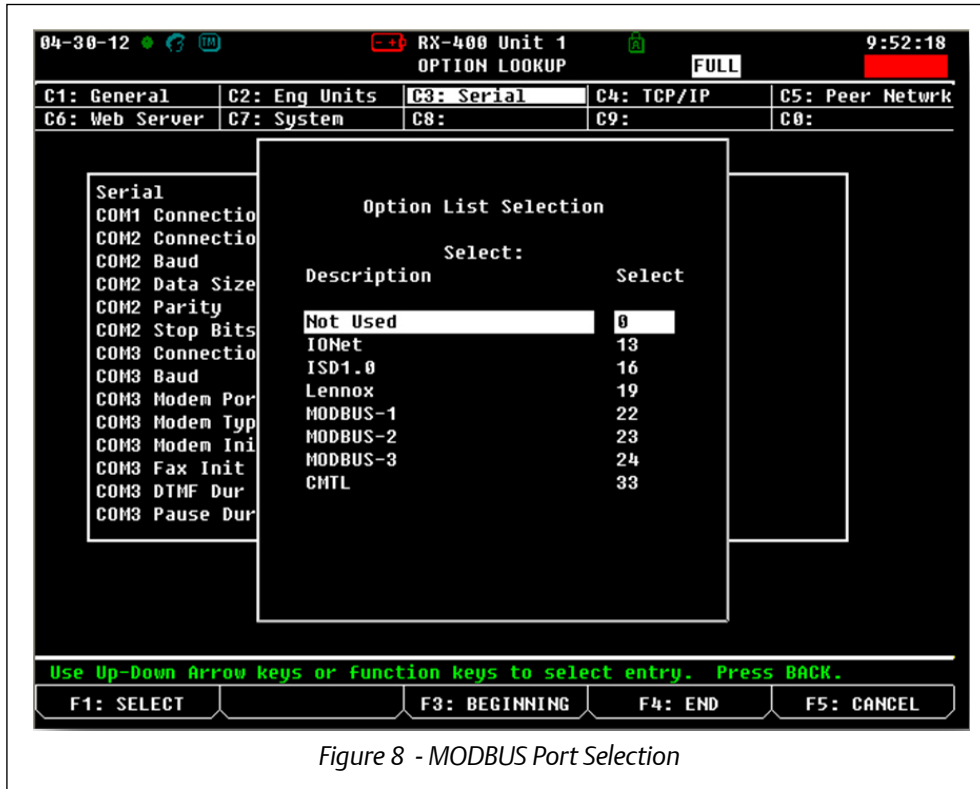 04-30-12 TM - + RX-400 Unit 1 A 9:52:18
OPTION LOOKUP FULL
C1: General C2: Eng Units C3: Serial C4: TCP/IP C5: Peer Netwrk
C6: Web Server C7: System C8: C9: C0:
Serial
COM1 Connectio
COM2 Connectio
COM2 Baud
COM2 Data Size
COM2 Parity
COM2 Stop Bits
COM3 Connectio
COM3 Baud
COM3 Modem Por
COM3 Modem Typ
COM3 Modem Ini
COM3 Fax Init
COM3 DTMF Dur
COM3 Pause Dur
Option List Selection
Select:
Description Select
Not Used 0
IONet 13
ISD1.0 16
Lennox 19
MODBUS-1 22
MODBUS-2 23
MODBUS-3 24
CMTL 33
Use Up-Down Arrow keys or function keys to select entry. Press BACK.
F1: SELECT F3: BEGINNING F4: END F5: CANCEL
Figure 8 - MODBUS Port Selection